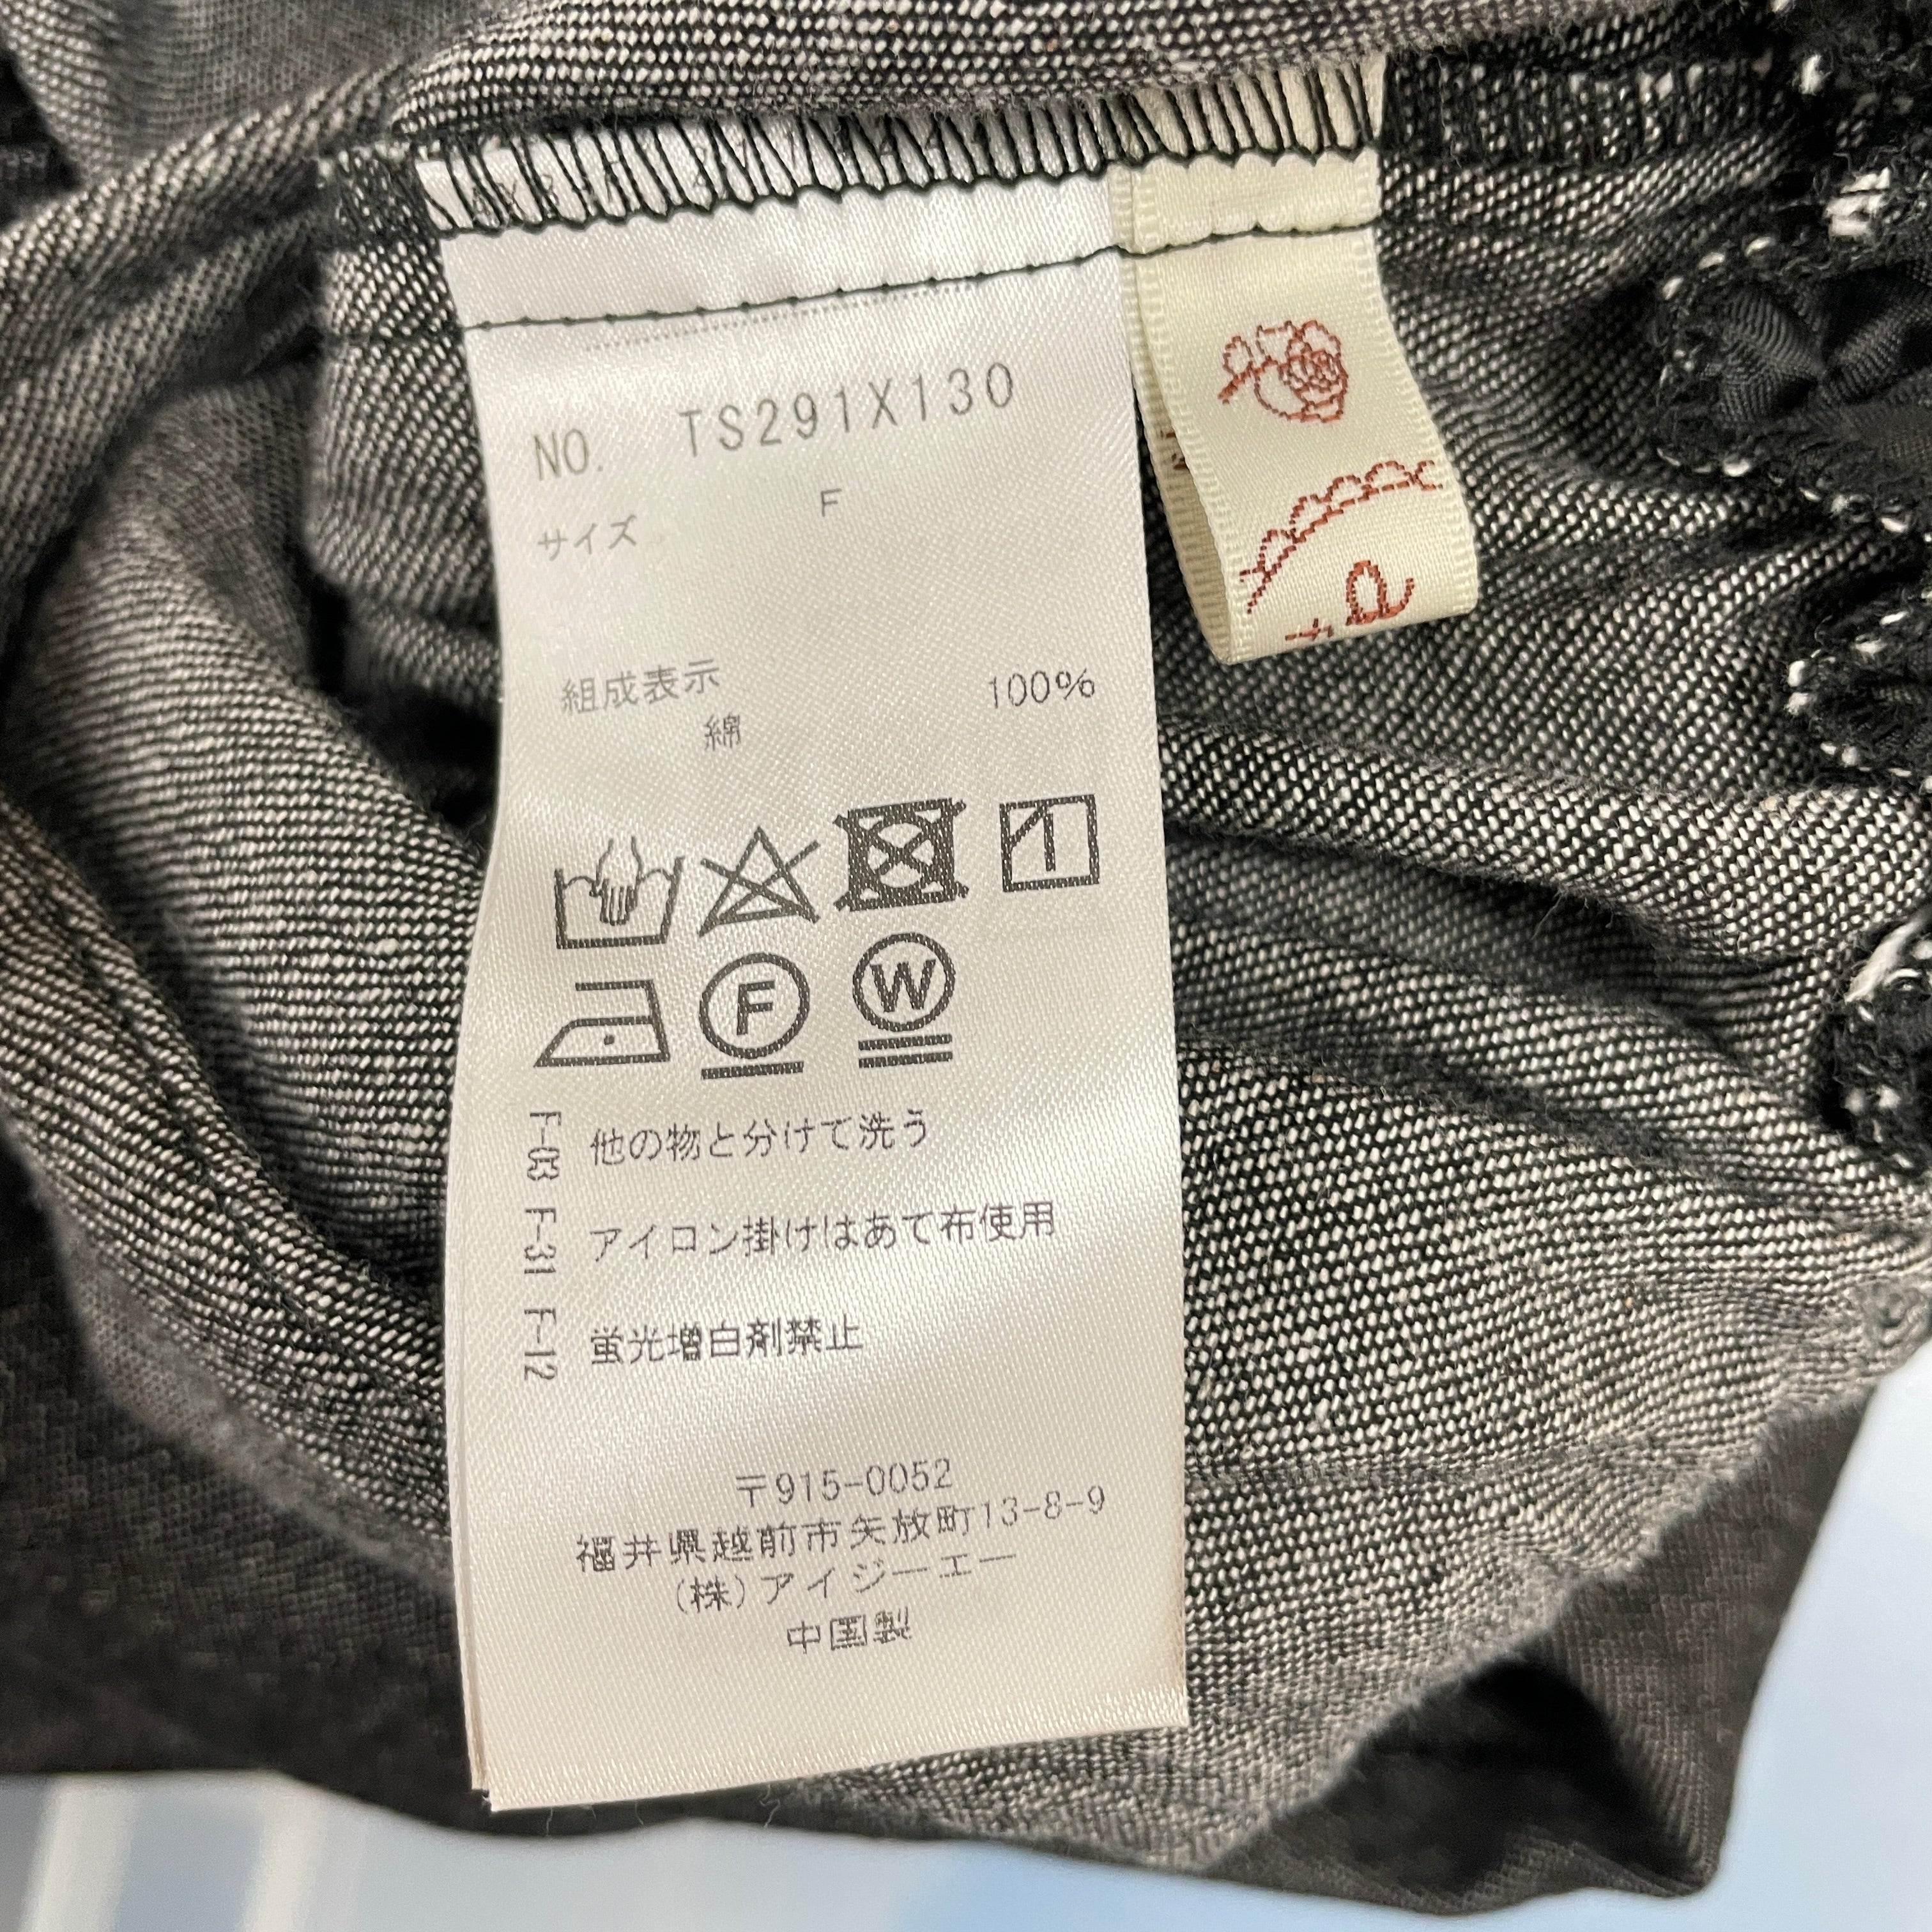 NO. TS291X130
サイズ F
組成表示
綿 100%
F
W
F-03 他の物と分けて洗う
F-31 アイロン掛けはあて布使用
F-12 蛍光増白剤禁止
〒915-0052
福井県越前市矢放町13-8-9
(株)アイジーエー
中国製